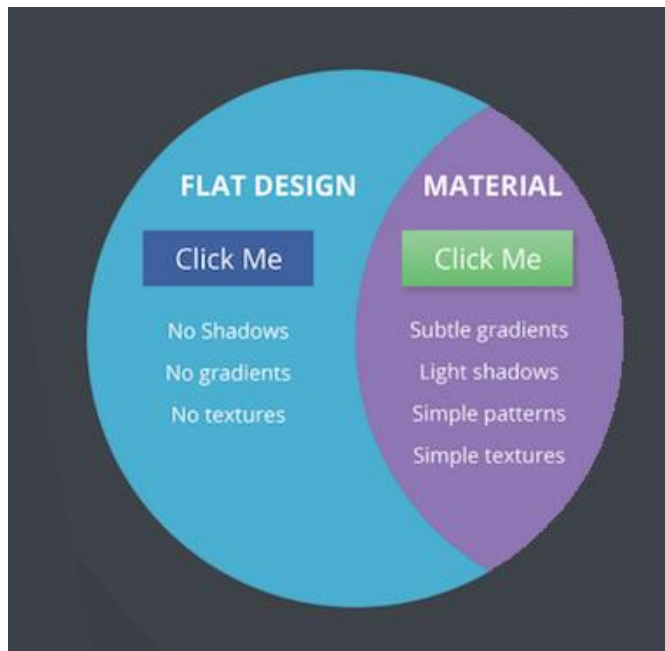 FLAT DESIGN
Click Me
No Shadows
No gradients
No textures
MATERIAL
Click Me
Subtle gradients
Light shadows
Simple patterns
Simple textures